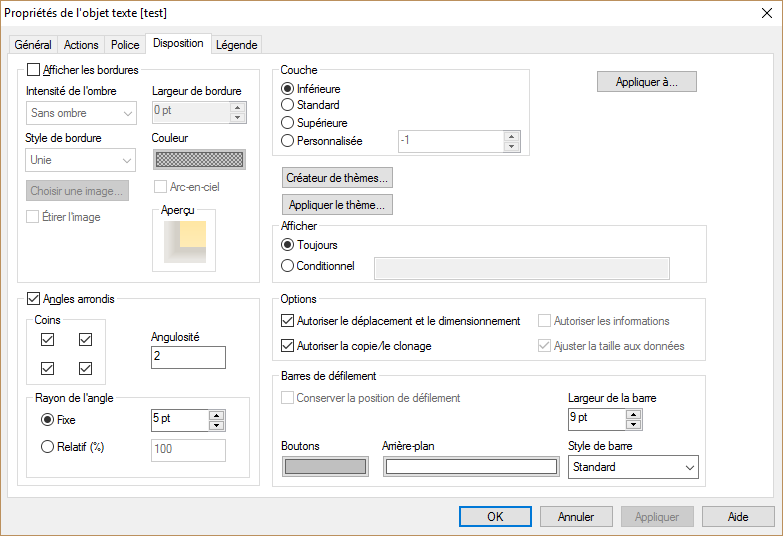 Propriétés de l'objet texte [test]
Général Actions Police Disposition Légende
Afficher les bordures
Intensité de l'ombre Largeur de bordure
Sans ombre 0 pt
Style de bordure Couleur
Unie
Choisir une image... Arc-en-ciel
Étirer l'image
Aperçu
Angles arrondis
Coins
Angulosité
2
Rayon de l'angle
Fixe 5 pt
Relatif (%) 100
Couche
Inférieure
Standard
Supérieure
Personnalisée -1
Appliquer à...
Créateur de thèmes...
Appliquer le thème...
Afficher
Toujours
Conditionnel
Options
Autoriser le déplacement et le dimensionnement Autoriser les informations
Autoriser la copie/le clonage Ajuster la taille aux données
Barres de défilement
Conserver la position de défilement Largeur de la barre
9 pt
Boutons Arrière-plan Style de barre
Standard
OK Annuler Appliquer Aide